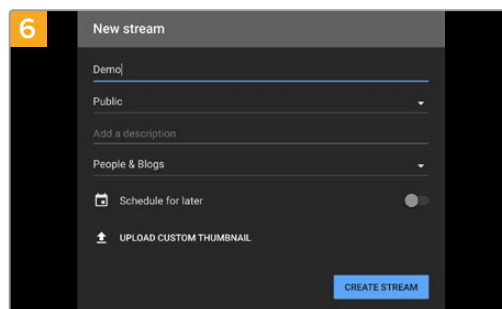 6
New stream
Demo
Public
Add a description
People & Blogs
Schedule for later
UPLOAD CUSTOM THUMBNAIL
CREATE STREAM